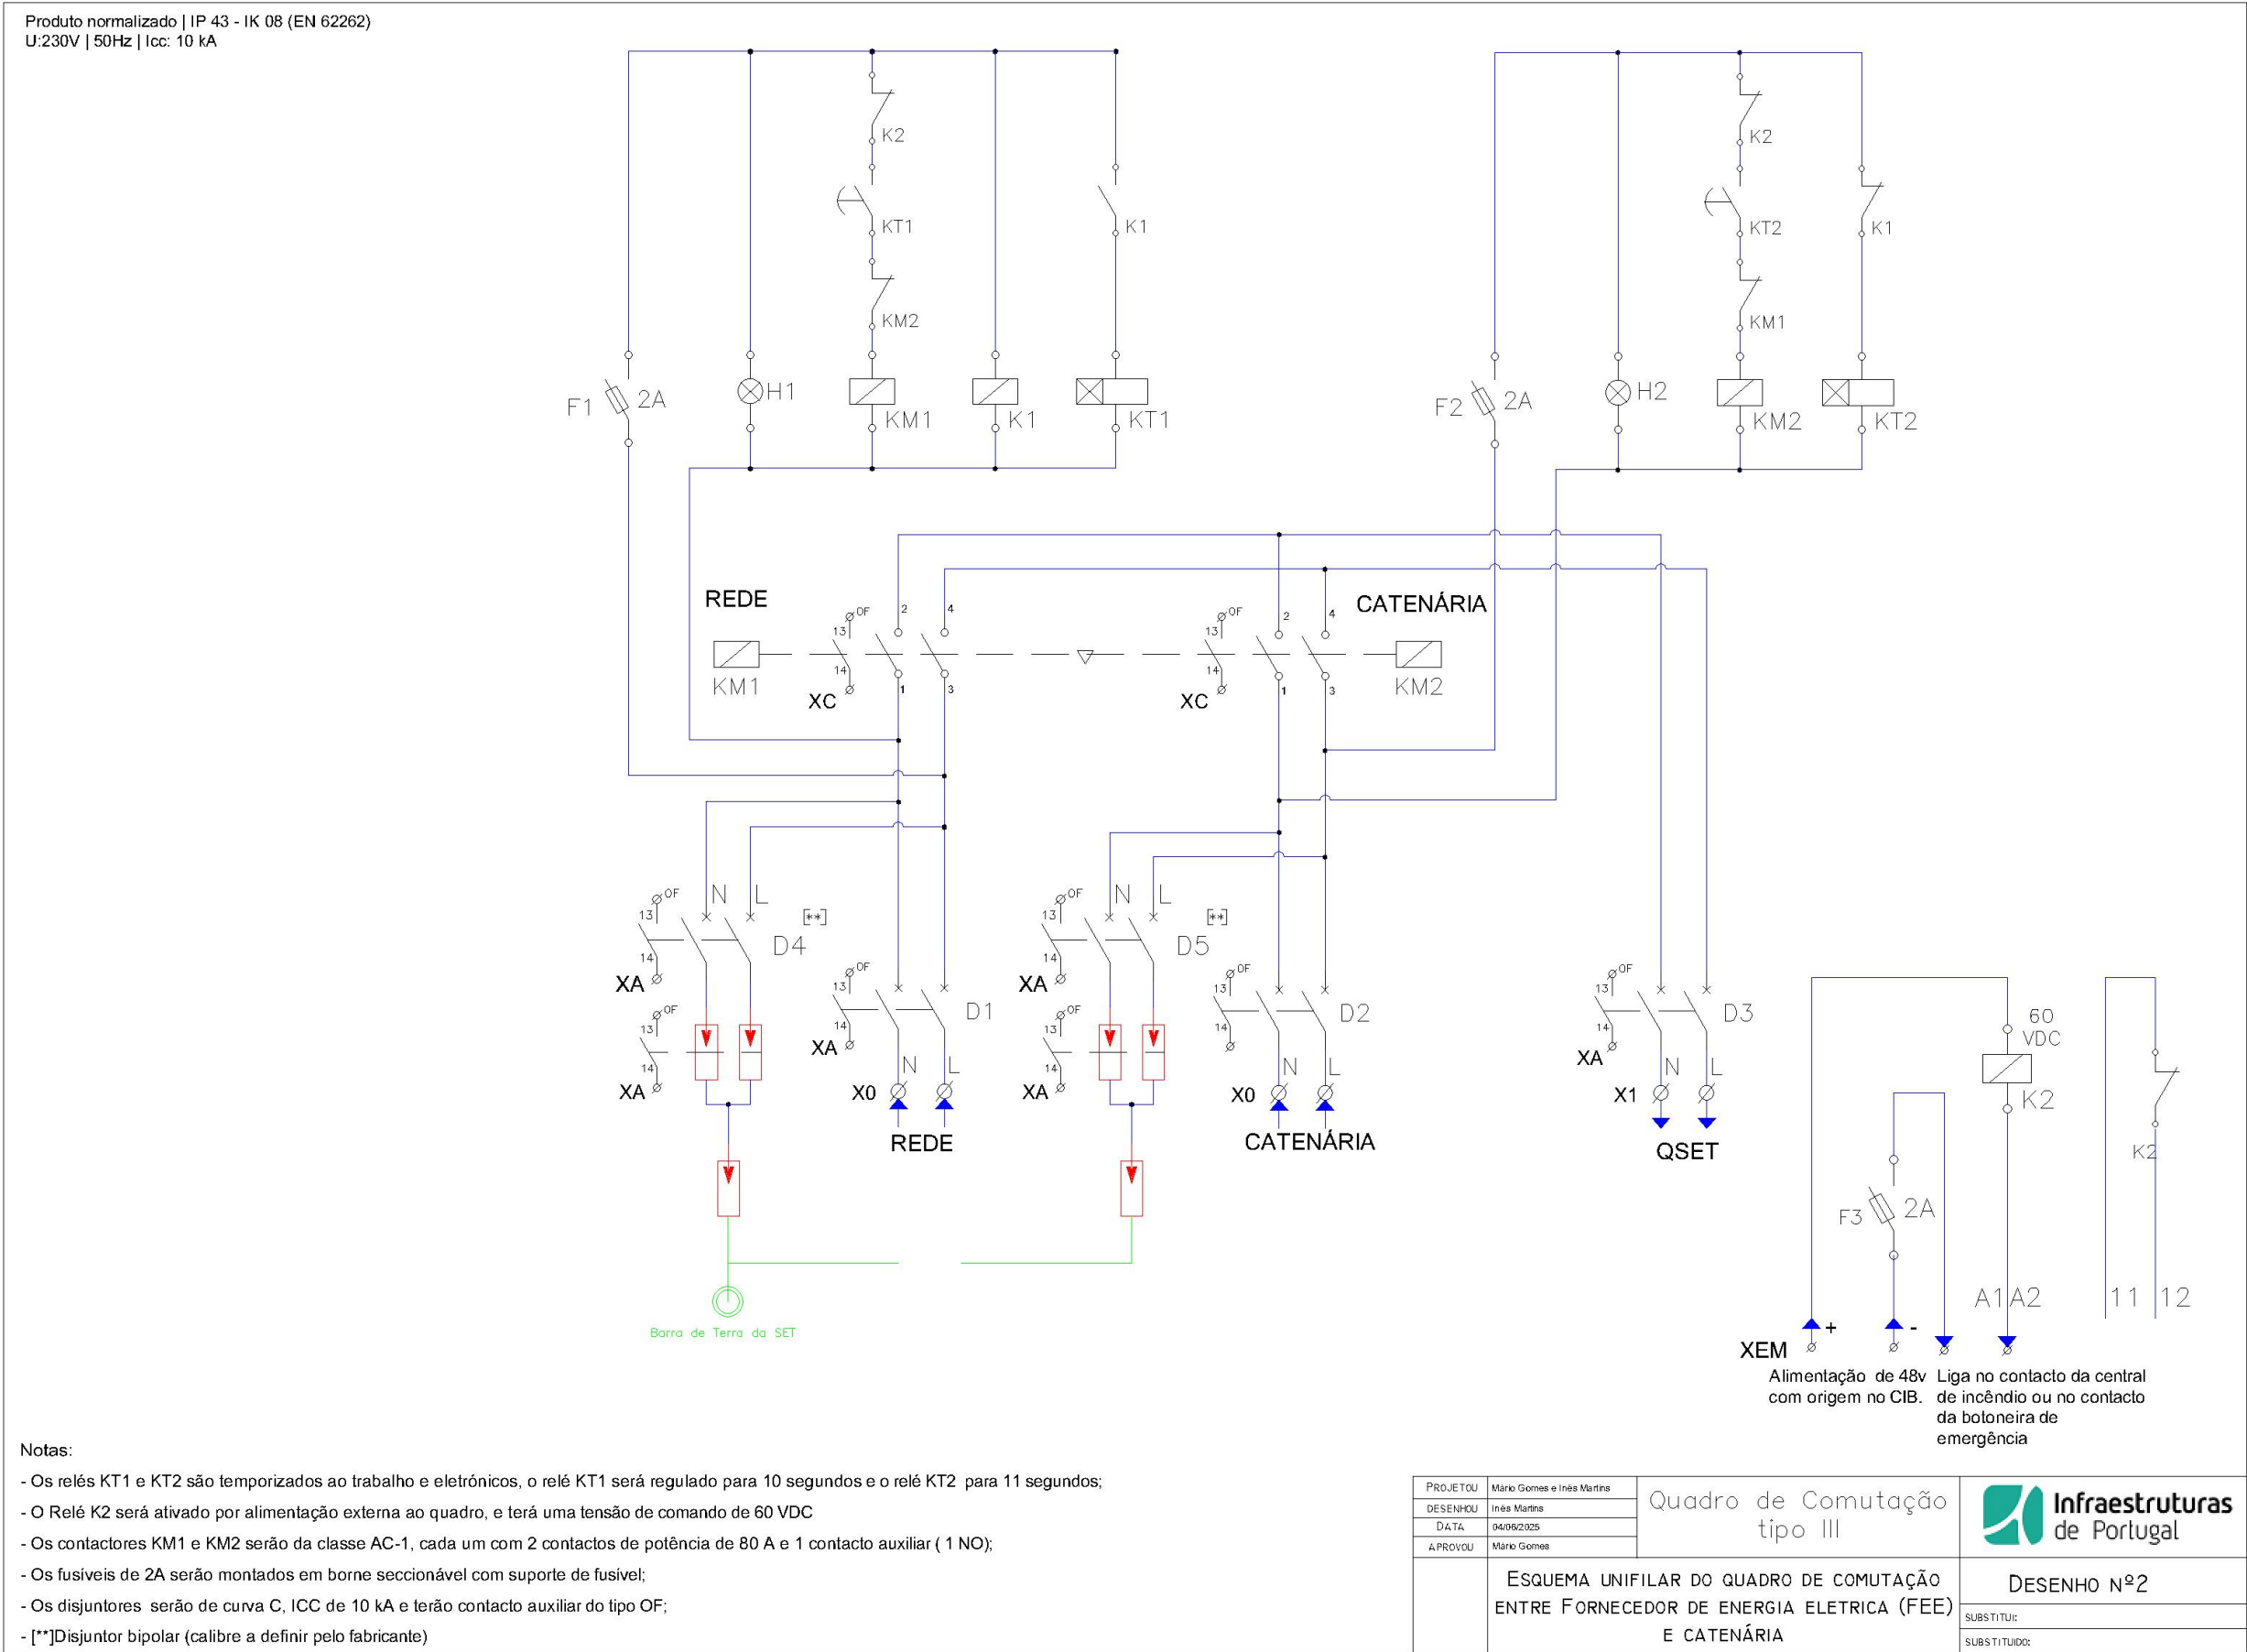 Produto normalizado | IP 43 - IK 08 (EN 62262)
U:230V | 50Hz | Icc: 10 kA
K2
KT1
KM2
K1
F1
2A
H1
KM1
K1
KT1
K2
KT2
KM1
K1
F2
2A
H2
KM2
KT2
REDE
CATENÁRIA
OF
13
14
XC
2
4
1
3
KM1
OF
13
14
XC
2
4
1
3
KM2
OF
13
14
XA
N
L
[**]
D4
OF
13
14
XA
OF
13
14
XA
D1
N
L
X0
REDE
OF
13
14
XA
N
L
[**]
D5
OF
13
14
XA
OF
13
14
D2
N
L
X0
CATENÁRIA
OF
13
14
XA
D3
N
L
X1
QSET
60
VDC
K2
K2
F3
2A
A1
A2
11
12
+
-
XEM
Alimentação de 48v
com origem no CIB.
Liga no contacto da central
de incêndio ou no contacto
da botoneira de
emergência
Barra de Terra da SET
Notas:
- Os relés KT1 e KT2 são temporizados ao trabalho e eletrónicos, o relé KT1 será regulado para 10 segundos e o relé KT2 para 11 segundos;
- O Relé K2 será ativado por alimentação externa ao quadro, e terá uma tensão de comando de 60 VDC
- Os contactores KM1 e KM2 serão da classe AC-1, cada um com 2 contactos de potência de 80 A e 1 contacto auxiliar ( 1 NO);
- Os fusíveis de 2A serão montados em borne seccionável com suporte de fusível;
- Os disjuntores serão de curva C, ICC de 10 kA e terão contacto auxiliar do tipo OF;
- [**]Disjuntor bipolar (calibre a definir pelo fabricante)
PROJETOU Mário Gomes e Inês Martins
DESENHOU Inês Martins
DATA 04/06/2025
APROVOU Mário Gomes
Quadro de Comutação
tipo III
Infraestruturas
de Portugal
ESQUEMA UNIFILAR DO QUADRO DE COMUTAÇÃO
ENTRE FORNECEDOR DE ENERGIA ELETRICA (FEE)
E CATENÁRIA
DESENHO Nº2
SUBSTITUI:
SUBSTITUIDO: